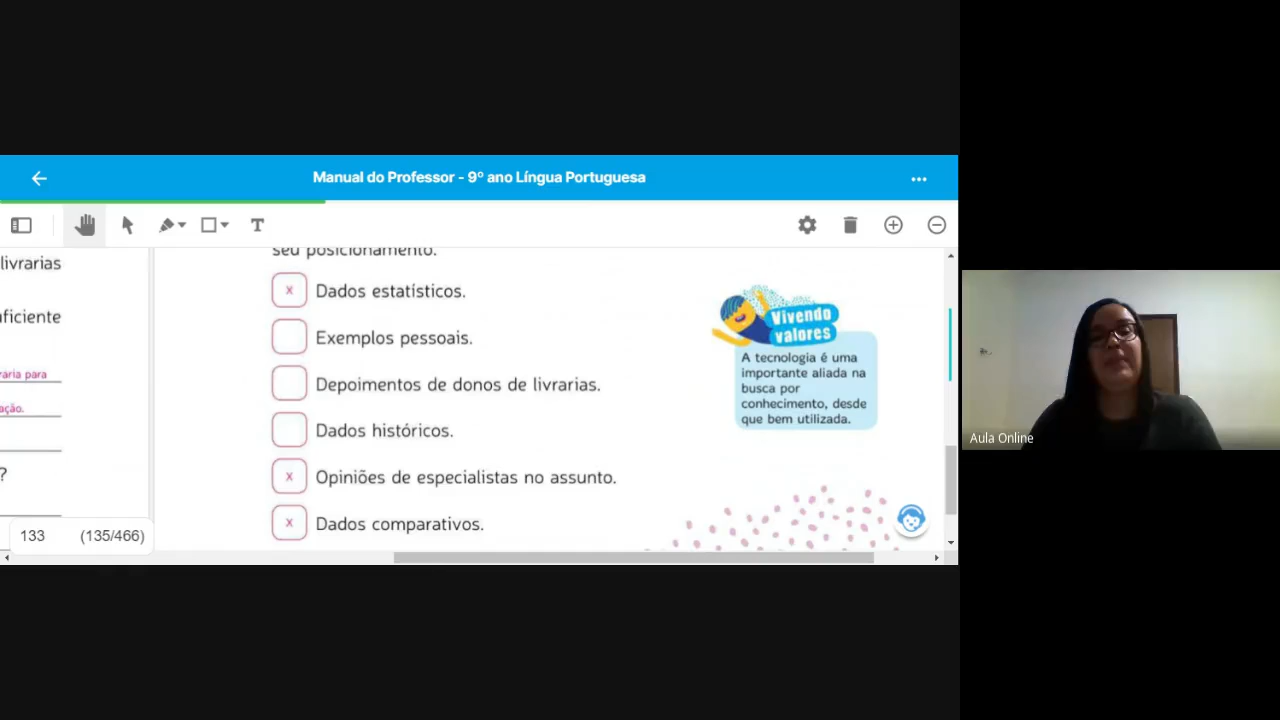 Manual do Professor - 9º ano Língua Portuguesa
T
livrarias
ficiente
raria para
ação.
?
133 (135/466)
seu posicionamento.
x Dados estatísticos.
Exemplos pessoais.
Depoimentos de donos de livrarias.
Dados históricos.
x Opiniões de especialistas no assunto.
x Dados comparativos.
Vivendo
valores
A tecnologia é uma
importante aliada na
busca por
conhecimento, desde
que bem utilizada.
Aula Online